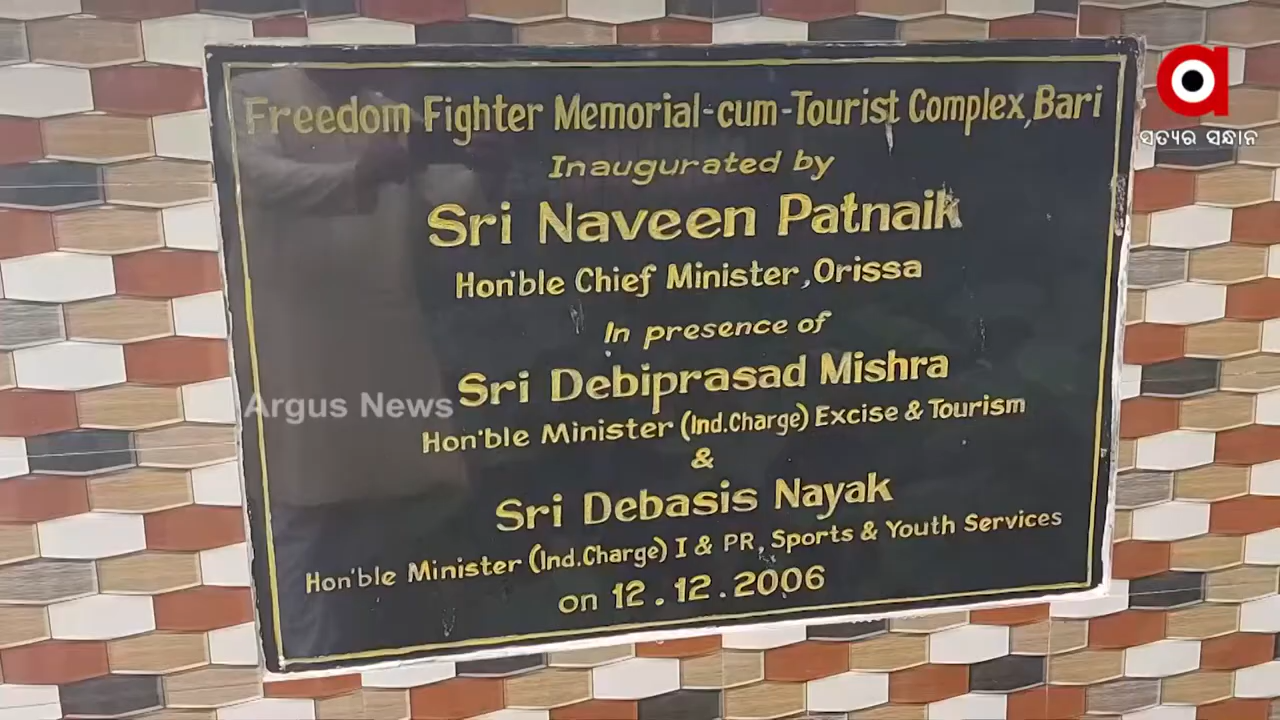 Freedom Fighter Memorial-cum-Tourist Complex, Bari
Inaugurated by
Sri Naveen Patnaik
Hon'ble Chief Minister, Orissa
In presence of
Sri Debiprasad Mishra
Hon'ble Minister (Ind.Charge) Excise & Tourism
&
Sri Debasis Nayak
Hon'ble Minister (Ind.Charge) I & PR, Sports & Youth Services
on 12.12.2006
Argus News
ସତ୍ୟର ସନ୍ଧାନ